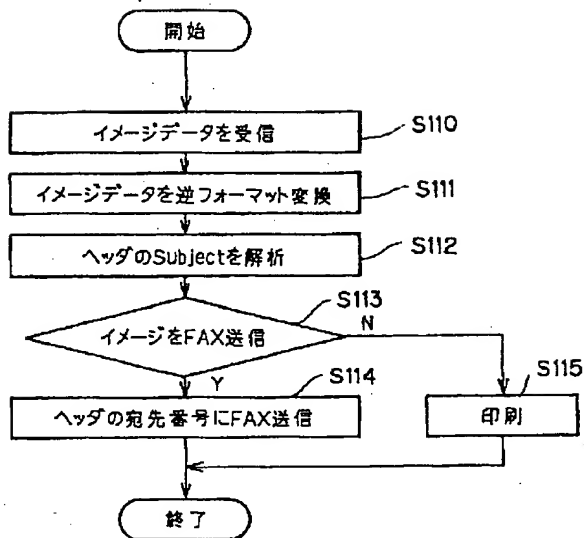 開始
イメージデータを受信
S110
イメージデータを逆フォーマット変換
S111
ヘッダのSubjectを解析
S112
S113
イメージをFAX送信
N
Y
S114
ヘッダの宛先番号にFAX送信
S115
印刷
終了